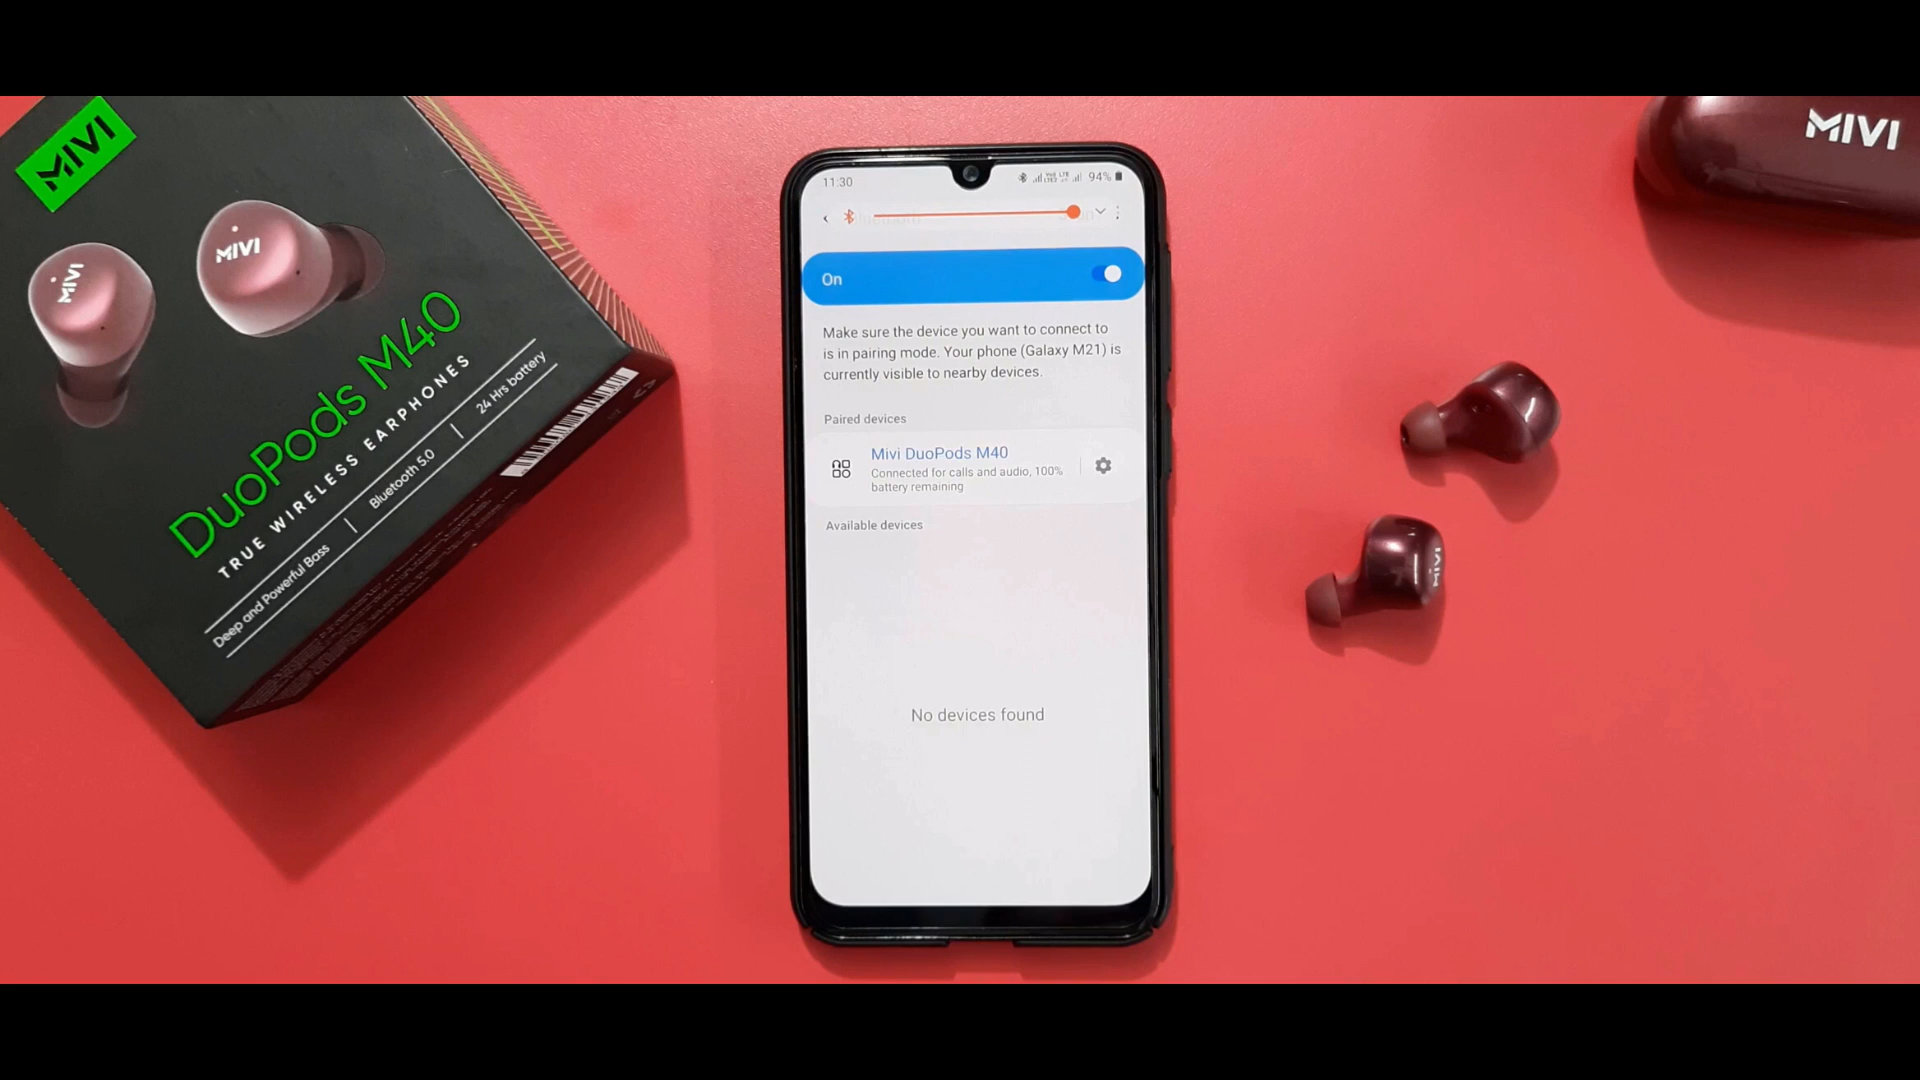 MIVI
MIVI
MIVI
DuoPods M40
TRUE WIRELESS EARPHONES
Deep and Powerful Bass | Bluetooth 5.0 | 24 Hrs battery
11:30
94%
On
Make sure the device you want to connect to
is in pairing mode. Your phone (Galaxy M21) is
currently visible to nearby devices.
Paired devices
Mivi DuoPods M40
Connected for calls and audio, 100%
battery remaining
Available devices
No devices found
MIVI
MIVI